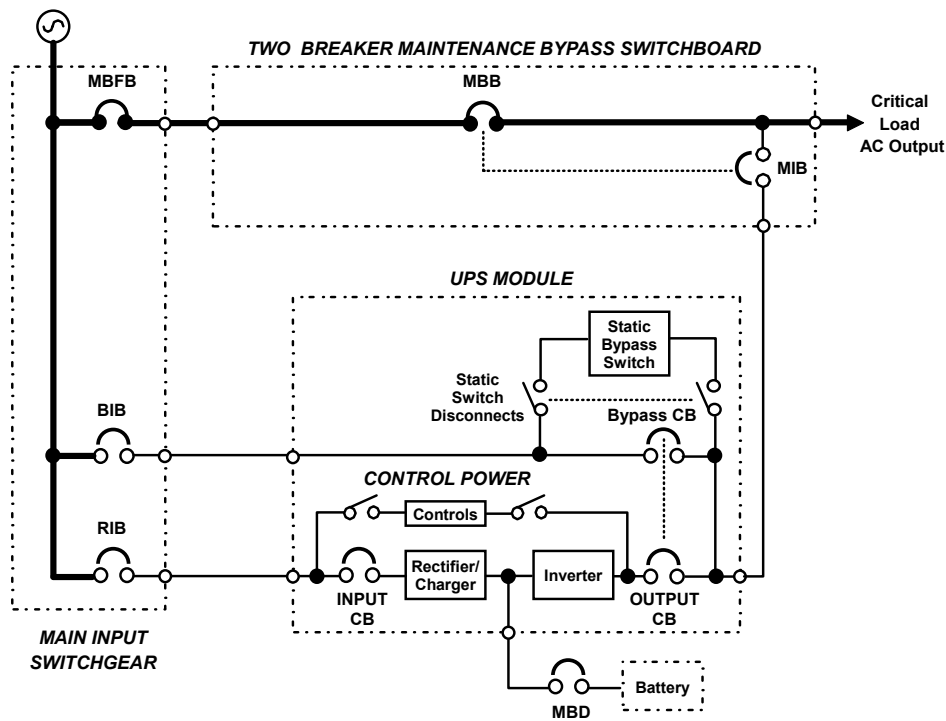 TWO BREAKER MAINTENANCE BYPASS SWITCHBOARD
MBFB
MBB
Critical
Load
AC Output
MIB
UPS MODULE
Static
Bypass
Switch
Static
Switch
Disconnects
BIB
Bypass CB
CONTROL POWER
Controls
RIB
Rectifier/
Charger
Inverter
INPUT
CB
OUTPUT
CB
MAIN INPUT
SWITCHGEAR
Battery
MBD